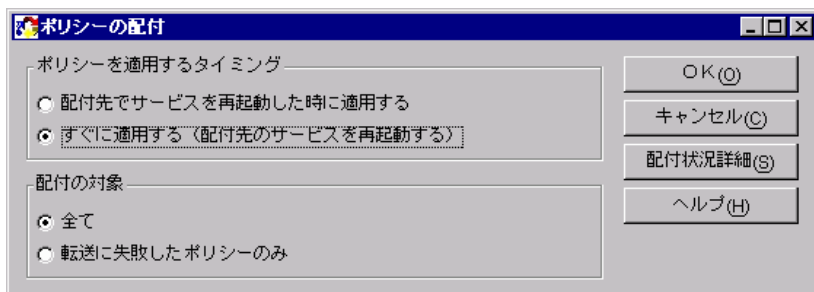 ポリシーの配付
ポリシーを適用するタイミング
配付先でサービスを再起動した時に適用する
すぐに適用する（配付先のサービスを再起動する）
配付の対象
全て
転送に失敗したポリシーのみ
OK(O)
キャンセル(C)
配付状況詳細(S)
ヘルプ(H)